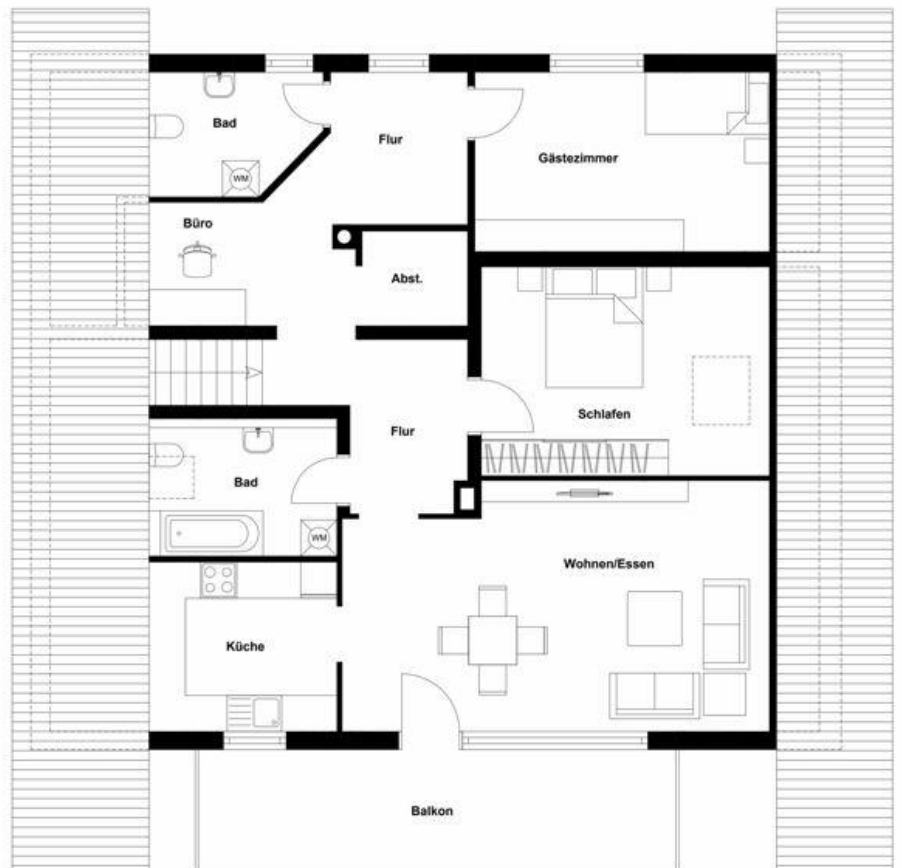 Bad
Flur
Gästezimmer
WM
Büro
Abst.
Schlafen
Flur
Bad
WM
Wohnen/Essen
Küche
Balkon